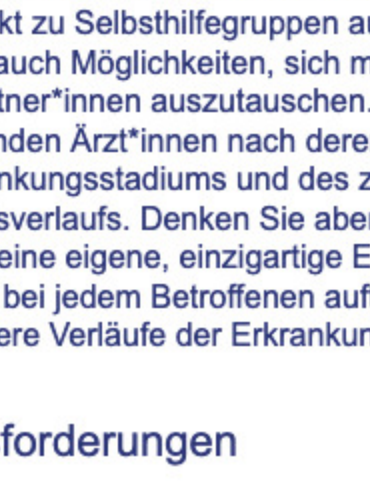 kt zu Selbsthilfegruppen au
auch Möglichkeiten, sich m
tner*innen auszutauschen.
nden Ärzt*innen nach dere
nkungsstadiums und des z
sverlaufs. Denken Sie aber
eine eigene, einzigartige E
bei jedem Betroffenen auf
ere Verläufe der Erkrankun
forderungen